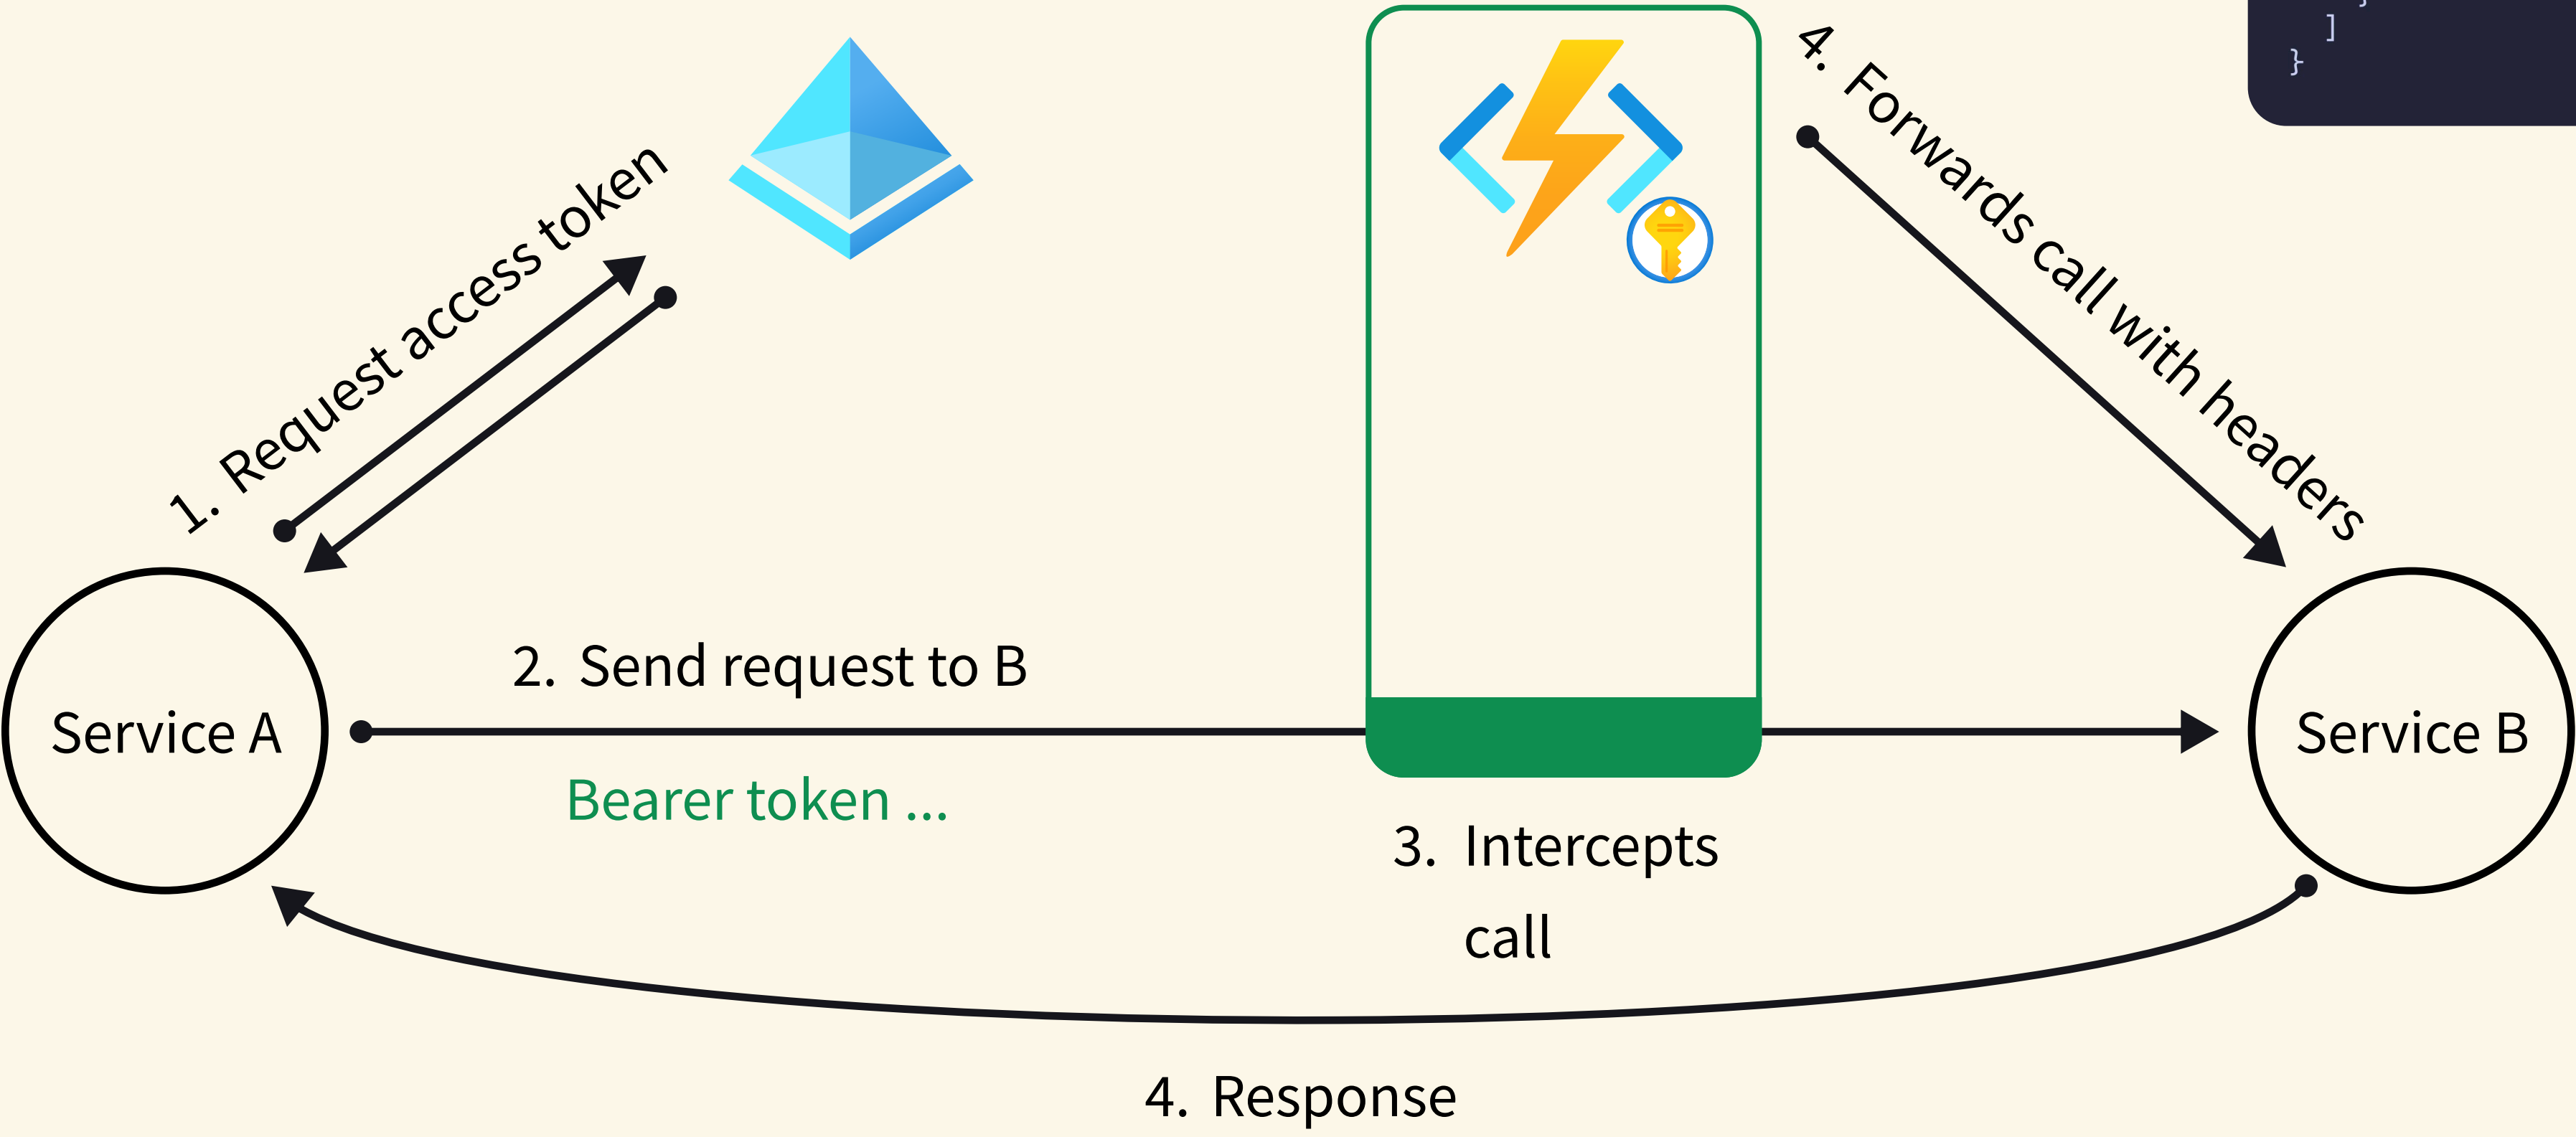 }
]
}
4. Forwards call with headers
1. Request access token
2. Send request to B
Service A
Service B
Bearer token ...
3. Intercepts
call
4. Response